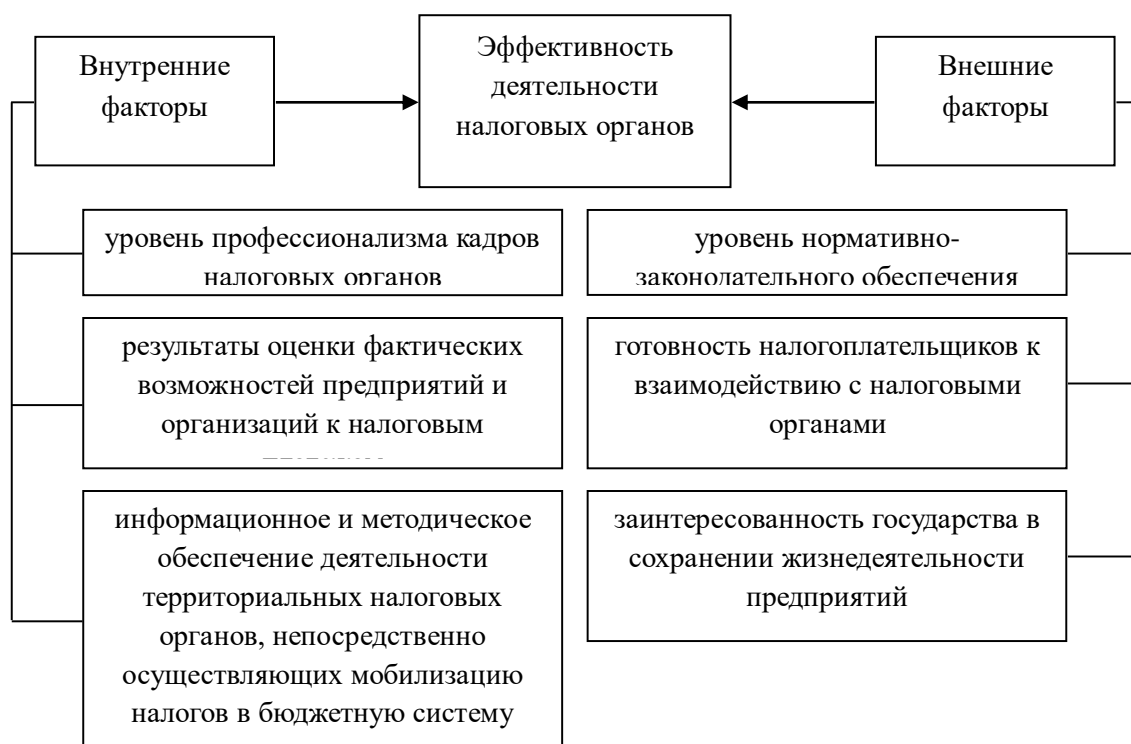 Внутренние
факторы
Эффективность
деятельности
налоговых органов
Внешние
факторы
уровень профессионализма кадров
налоговых органов
результаты оценки фактических
возможностей предприятий и
организаций к налоговым
информационное и методическое
обеспечение деятельности
территориальных налоговых
органов, непосредственно
осуществляющих мобилизацию
налогов в бюджетную систему
уровень нормативно-
законодательного обеспечения
готовность налогоплательщиков к
взаимодействию с налоговыми
органами
заинтересованность государства в
сохранении жизнедеятельности
предприятий